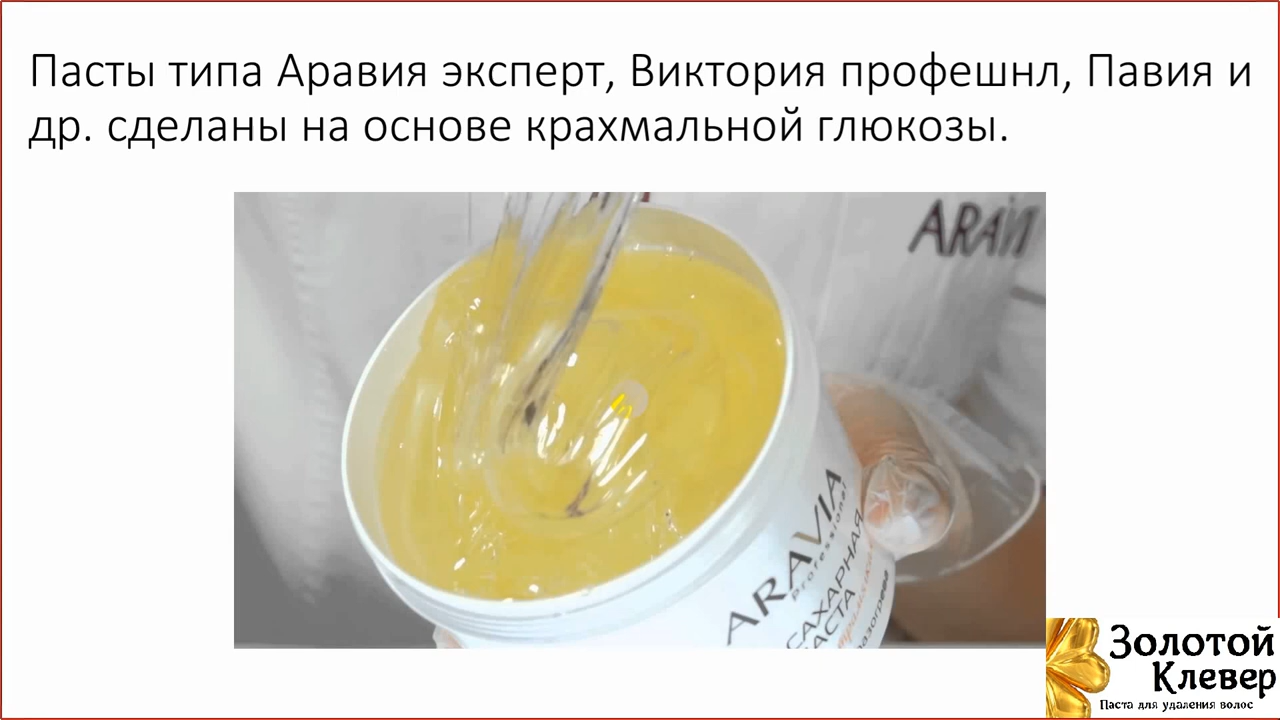 Пасты типа Аравия эксперт, Виктория профешнл, Павия и
др. сделаны на основе крахмальной глюкозы.
ARAVIA
Professional
САХАРНАЯ
ПАСТА
Золотой
Клевер
Паста для удаления волос